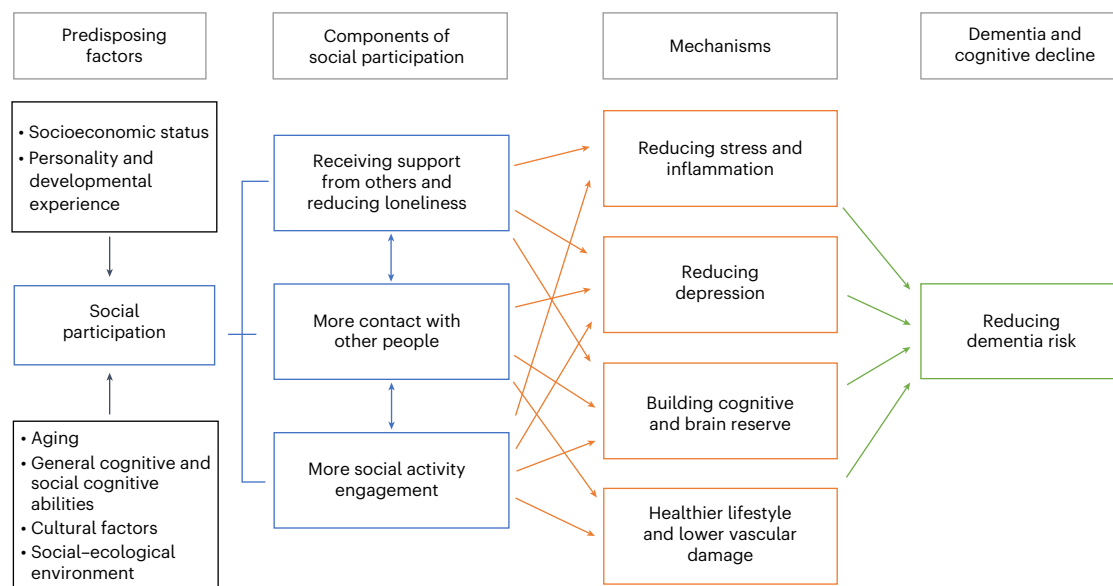 Predisposing
factors
Components of
social participation
Mechanisms
Dementia and
cognitive decline
• Socioeconomic status
• Personality and
developmental
experience
Social
participation
• Aging
• General cognitive and
social cognitive
abilities
• Cultural factors
• Social–ecological
environment
Receiving support
from others and
reducing loneliness
More contact with
other people
More social activity
engagement
Reducing stress and
inflammation
Reducing
depression
Building cognitive
and brain reserve
Healthier lifestyle
and lower vascular
damage
Reducing
dementia risk